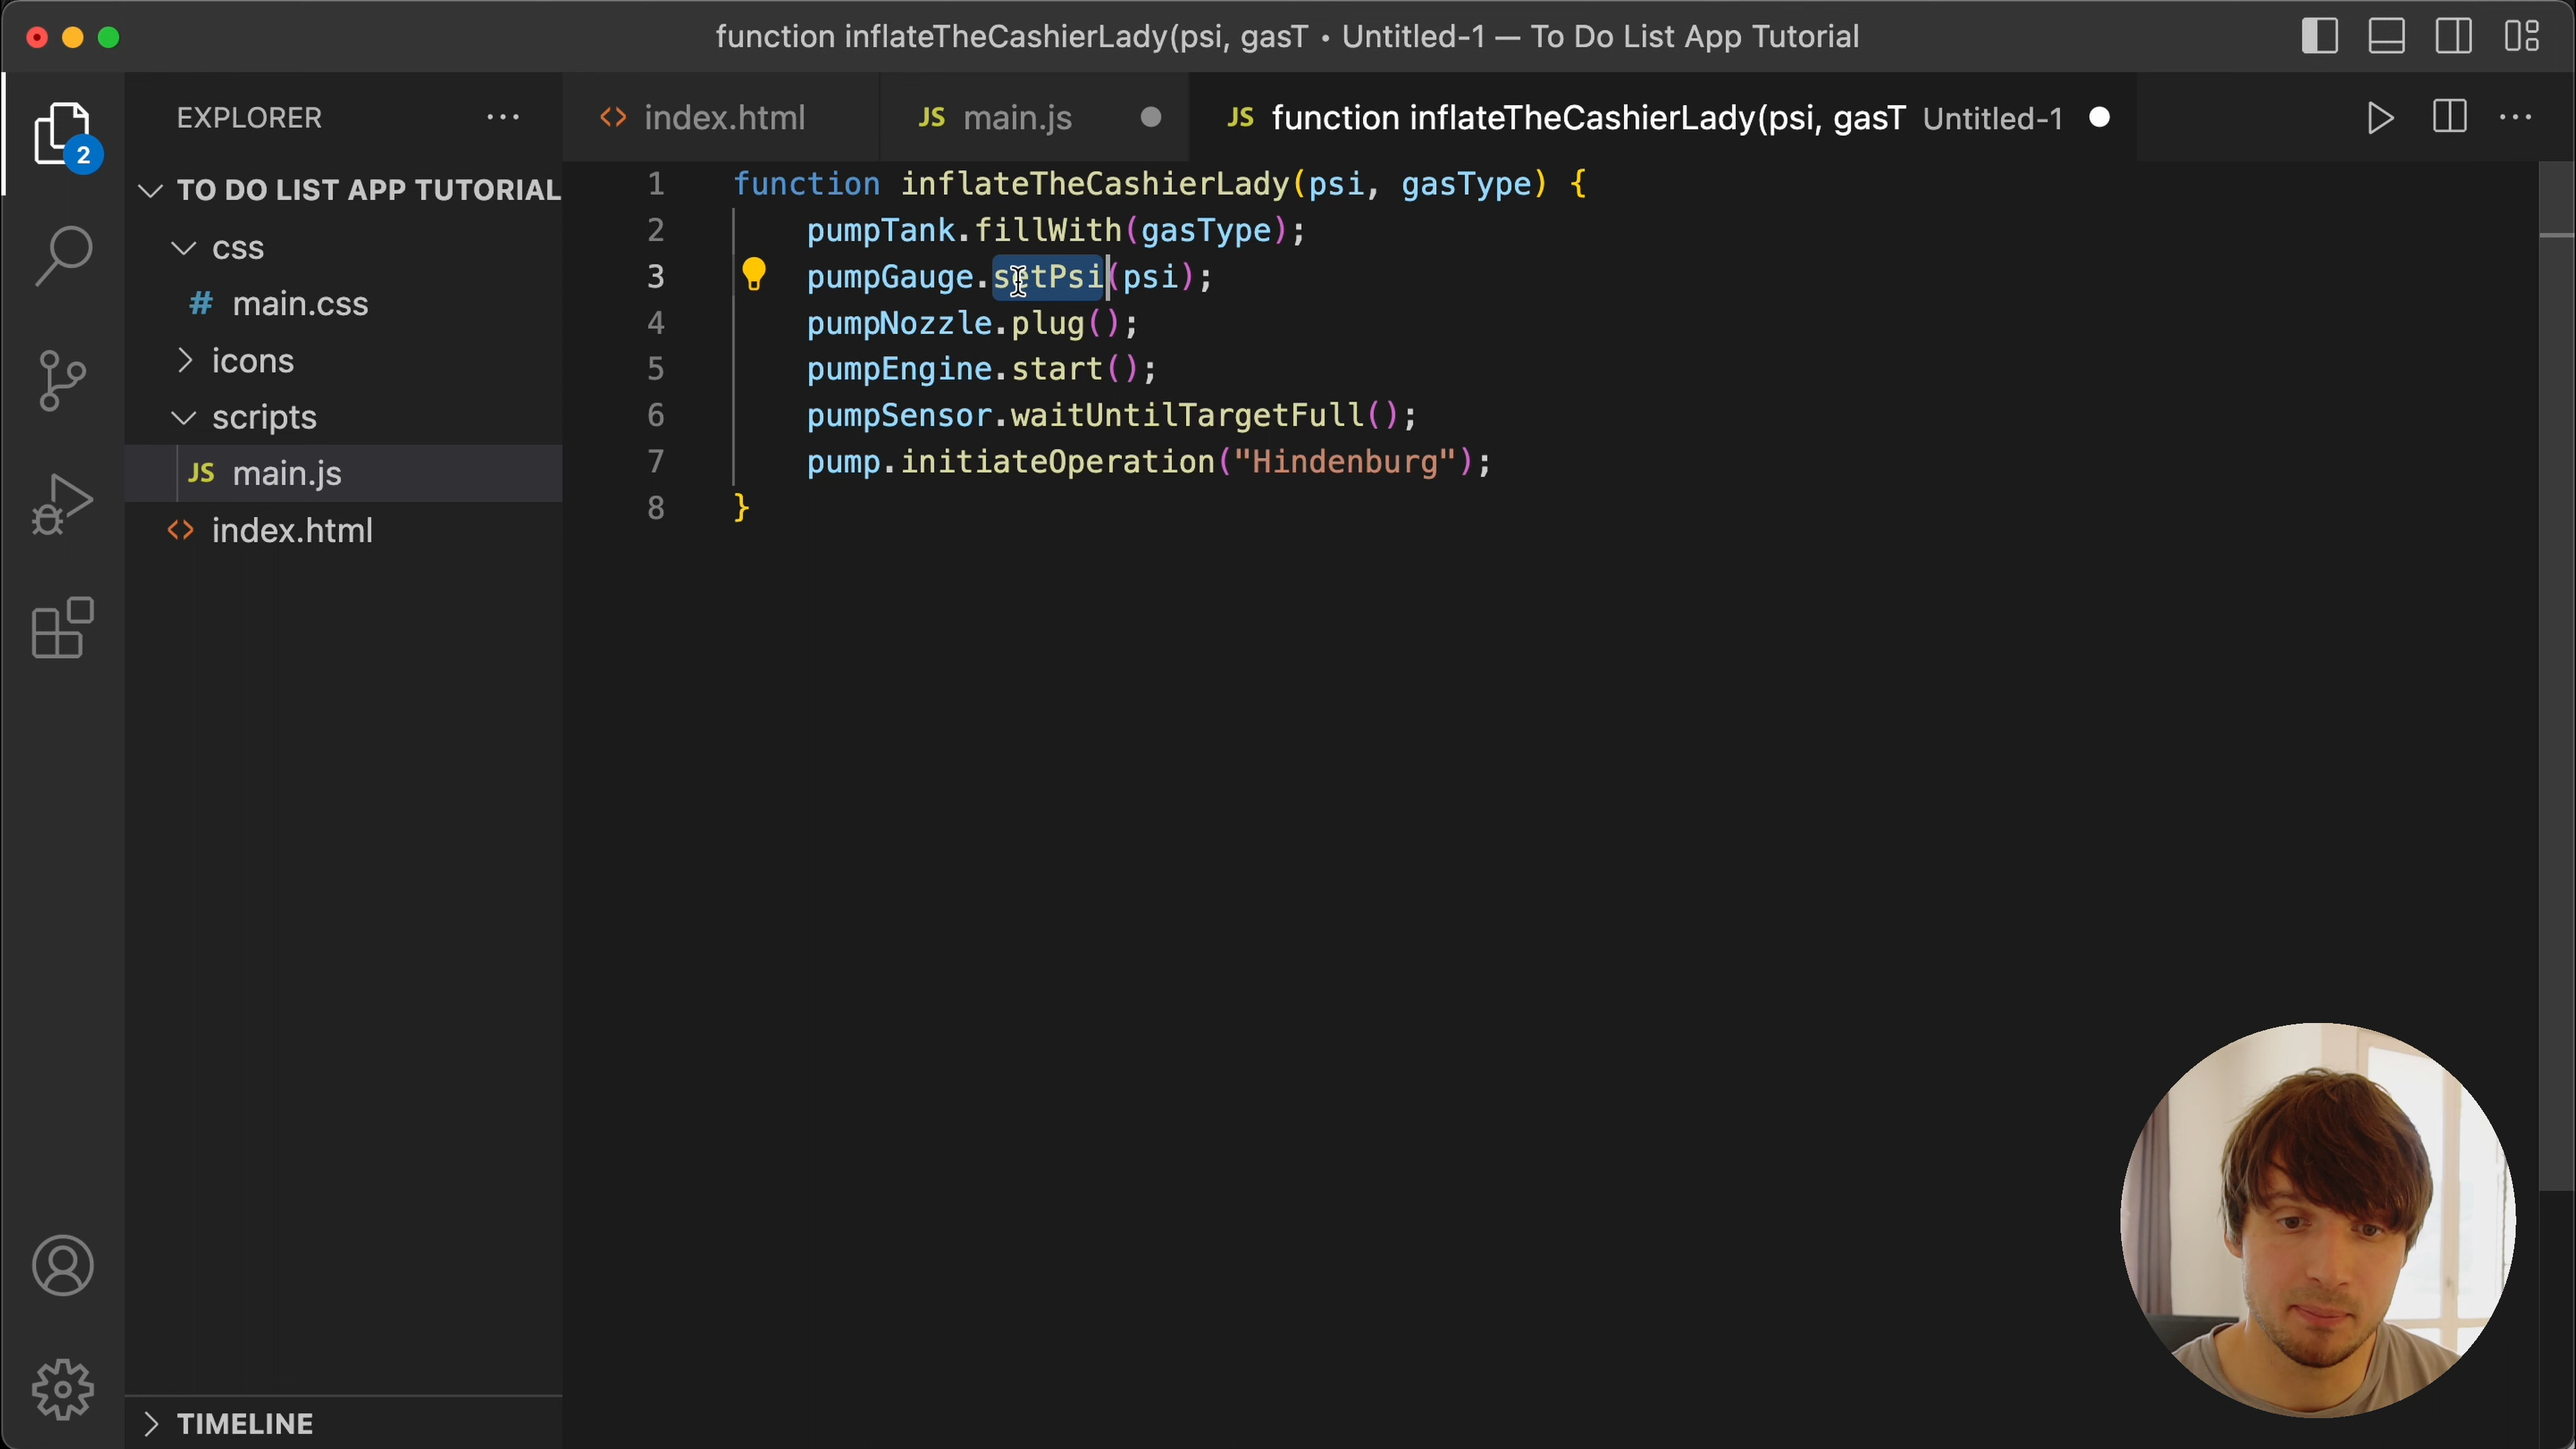 function inflateTheCashierLady(psi, gasT • Untitled-1 — To Do List App Tutorial
EXPLORER
index.html
JS main.js
JS function inflateTheCashierLady(psi, gasT Untitled-1
2
TO DO LIST APP TUTORIAL
css
# main.css
icons
scripts
JS main.js
index.html
1 function inflateTheCashierLady(psi, gasType) {
2 pumpTank.fillWith(gasType);
3 pumpGauge.setPsi(psi);
4 pumpNozzle.plug();
5 pumpEngine.start();
6 pumpSensor.waitUntilTargetFull();
7 pump.initiateOperation("Hindenburg");
8 }
TIMELINE